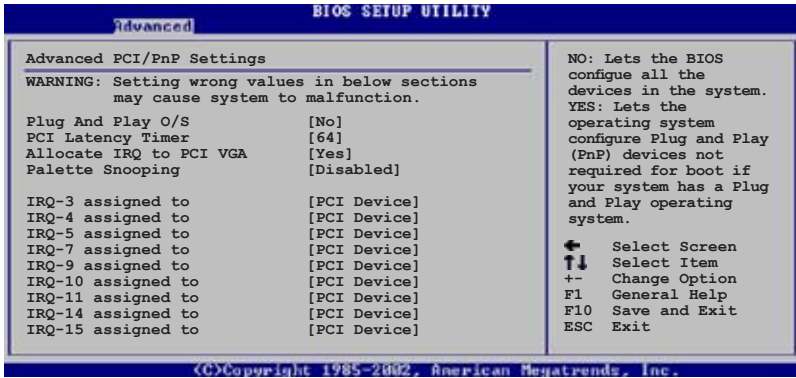 BIOS SETUP UTILITY
Advanced
Advanced PCI/PnP Settings
WARNING: Setting wrong values in below sections
may cause system to malfunction.
Plug And Play O/S [No]
PCI Latency Timer [64]
Allocate IRQ to PCI VGA [Yes]
Palette Snooping [Disabled]
IRQ-3 assigned to [PCI Device]
IRQ-4 assigned to [PCI Device]
IRQ-5 assigned to [PCI Device]
IRQ-7 assigned to [PCI Device]
IRQ-9 assigned to [PCI Device]
IRQ-10 assigned to [PCI Device]
IRQ-11 assigned to [PCI Device]
IRQ-14 assigned to [PCI Device]
IRQ-15 assigned to [PCI Device]
NO: Lets the BIOS
configue all the
devices in the system.
YES: Lets the
operating system
configure Plug and Play
(PnP) devices not
required for boot if
your system has a Plug
and Play operating
system.
← Select Screen
↑↓ Select Item
+- Change Option
F1 General Help
F10 Save and Exit
ESC Exit
(C)Copyright 1985-2002, American Megatrends, Inc.